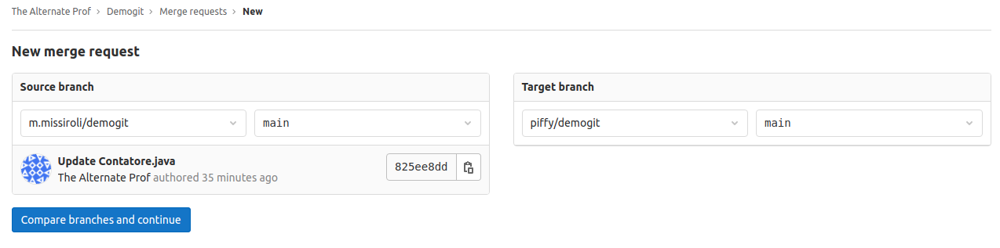 The Alternate Prof › Demogit › Merge requests › New
New merge request
Source branch
m.missiroli/demogit main
Update Contatore.java
The Alternate Prof authored 35 minutes ago
825ee8dd
Target branch
piffy/demogit main
Compare branches and continue